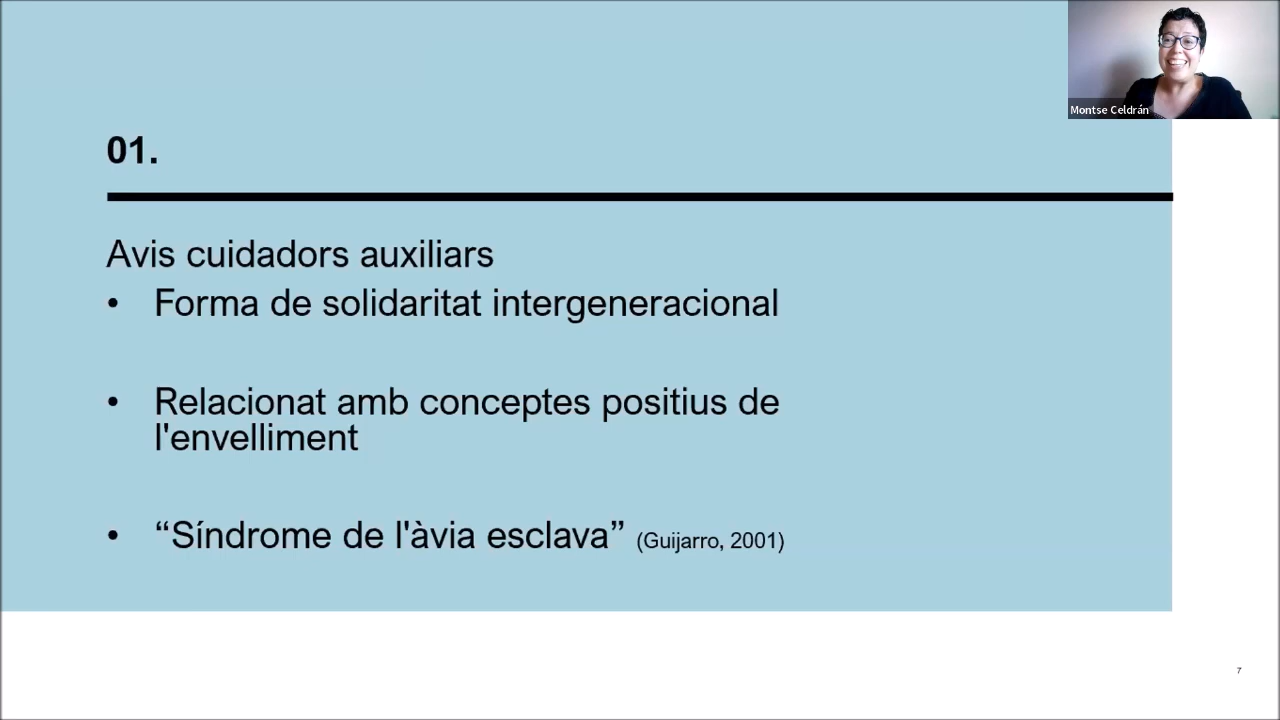 Montse Celdrán
01.
Avis cuidadors auxiliars
• Forma de solidaritat intergeneracional
• Relacionat amb conceptes positius de
l'envelliment
• “Síndrome de l'àvia esclava” (Guijarro, 2001)
7